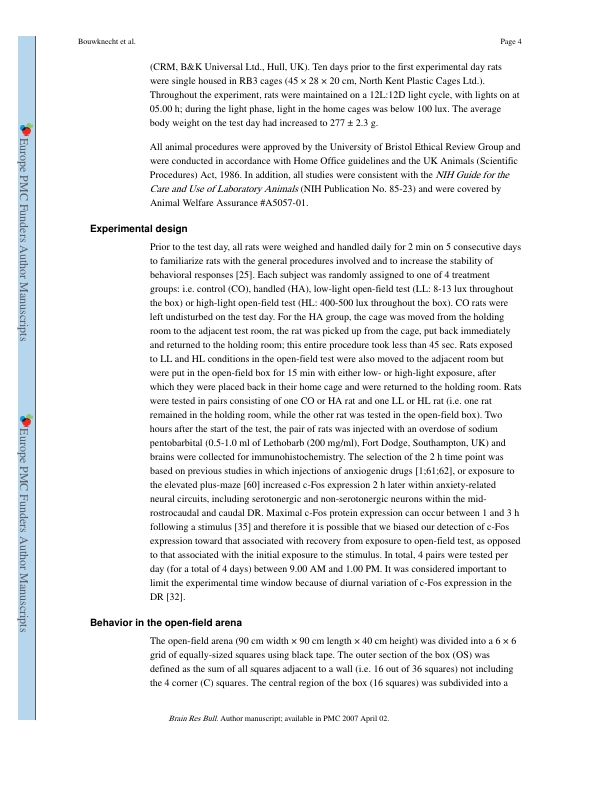 Bouwknecht et al.
Page 4
(CRM, B&K Universal Ltd., Hull, UK). Ten days prior to the first experimental day rats
were single housed in RB3 cages (45 × 28 × 20 cm, North Kent Plastic Cages Ltd.).
Throughout the experiment, rats were maintained on a 12L:12D light cycle, with lights on at
05.00 h; during the light phase, light in the home cages was below 100 lux. The average
body weight on the test day had increased to 277 ± 2.3 g.
All animal procedures were approved by the University of Bristol Ethical Review Group and
were conducted in accordance with Home Office guidelines and the UK Animals (Scientific
Procedures) Act, 1986. In addition, all studies were consistent with the NIH Guide for the
Care and Use of Laboratory Animals (NIH Publication No. 85-23) and were covered by
Animal Welfare Assurance #A5057-01.
Experimental design
Prior to the test day, all rats were weighed and handled daily for 2 min on 5 consecutive days
to familiarize rats with the general procedures involved and to increase the stability of
behavioral responses [25]. Each subject was randomly assigned to one of 4 treatment
groups: i.e. control (CO), handled (HA), low-light open-field test (LL: 8-13 lux throughout
the box) or high-light open-field test (HL: 400-500 lux throughout the box). CO rats were
left undisturbed on the test day. For the HA group, the cage was moved from the holding
room to the adjacent test room, the rat was picked up from the cage, put back immediately
and returned to the holding room; this entire procedure took less than 45 sec. Rats exposed
to LL and HL conditions in the open-field test were also moved to the adjacent room but
were put in the open-field box for 15 min with either low- or high-light exposure, after
which they were placed back in their home cage and were returned to the holding room. Rats
were tested in pairs consisting of one CO or HA rat and one LL or HL rat (i.e. one rat
remained in the holding room, while the other rat was tested in the open-field box). Two
hours after the start of the test, the pair of rats was injected with an overdose of sodium
pentobarbital (0.5-1.0 ml of Lethobarb (200 mg/ml), Fort Dodge, Southampton, UK) and
brains were collected for immunohistochemistry. The selection of the 2 h time point was
based on previous studies in which injections of anxiogenic drugs [1;61;62], or exposure to
the elevated plus-maze [60] increased c-Fos expression 2 h later within anxiety-related
neural circuits, including serotonergic and non-serotonergic neurons within the mid-
rostrocaudal and caudal DR. Maximal c-Fos protein expression can occur between 1 and 3 h
following a stimulus [35] and therefore it is possible that we biased our detection of c-Fos
expression toward that associated with recovery from exposure to open-field test, as opposed
to that associated with the initial exposure to the stimulus. In total, 4 pairs were tested per
day (for a total of 4 days) between 9.00 AM and 1.00 PM. It was considered important to
limit the experimental time window because of diurnal variation of c-Fos expression in the
DR [32].
Behavior in the open-field arena
The open-field arena (90 cm width × 90 cm length × 40 cm height) was divided into a 6 × 6
grid of equally-sized squares using black tape. The outer section of the box (OS) was
defined as the sum of all squares adjacent to a wall (i.e. 16 out of 36 squares) not including
the 4 corner (C) squares. The central region of the box (16 squares) was subdivided into a
Brain Res Bull. Author manuscript; available in PMC 2007 April 02.
Europe PMC Funders Author Manuscripts
Europe PMC Funders Author Manuscripts